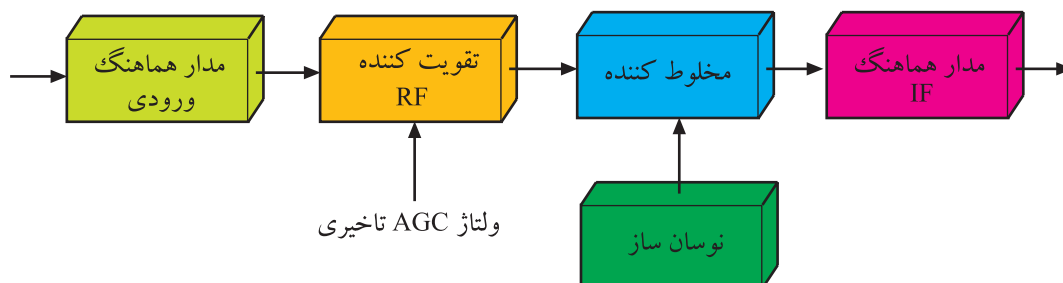 مدار هماهنگ
ورودی
تقویت کننده
RF
مخلوط کننده
مدار هماهنگ
IF
ولتاژ AGC تاخیری
نوسان ساز